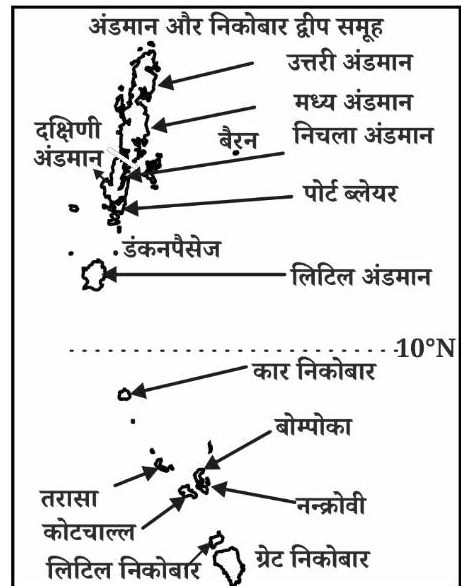 अंडमान और निकोबार द्वीप समूह
उत्तरी अंडमान
मध्य अंडमान
दक्षिणी
अंडमान
बैरन
निचला अंडमान
पोर्ट ब्लेयर
डंकनपैसेज
लिटिल अंडमान
10°N
कार निकोबार
बोम्पोका
तरासा
नन्क्रोवी
कोटचाल्ल
लिटिल निकोबार
ग्रेट निकोबार